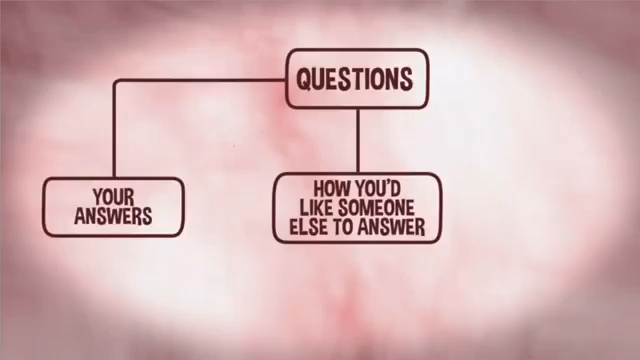 QUESTIONS
YOUR
ANSWERS
HOW YOU'D
LIKE SOMEONE
ELSE TO ANSWER